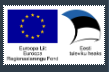 Euroopa Liit
Euroopa
Regionaalarengu Fond
Eesti
tuleviku heaks